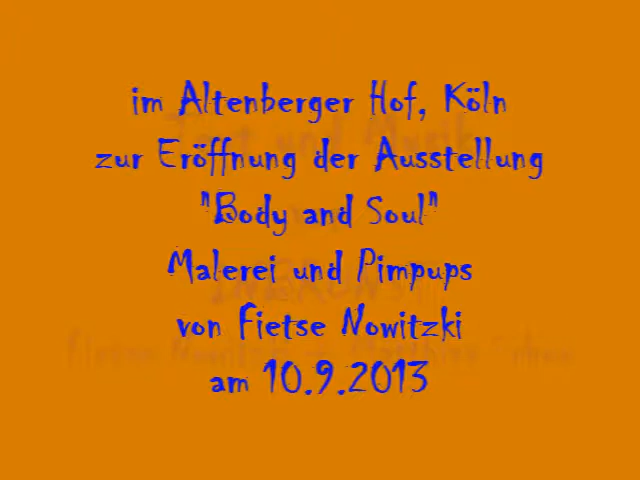 im Altenberger Hof, Köln
zur Eröffnung der Ausstellung
"Body and Soul"
Malerei und Pimpups
von Fietse Nowitzki
am 10.9.2013